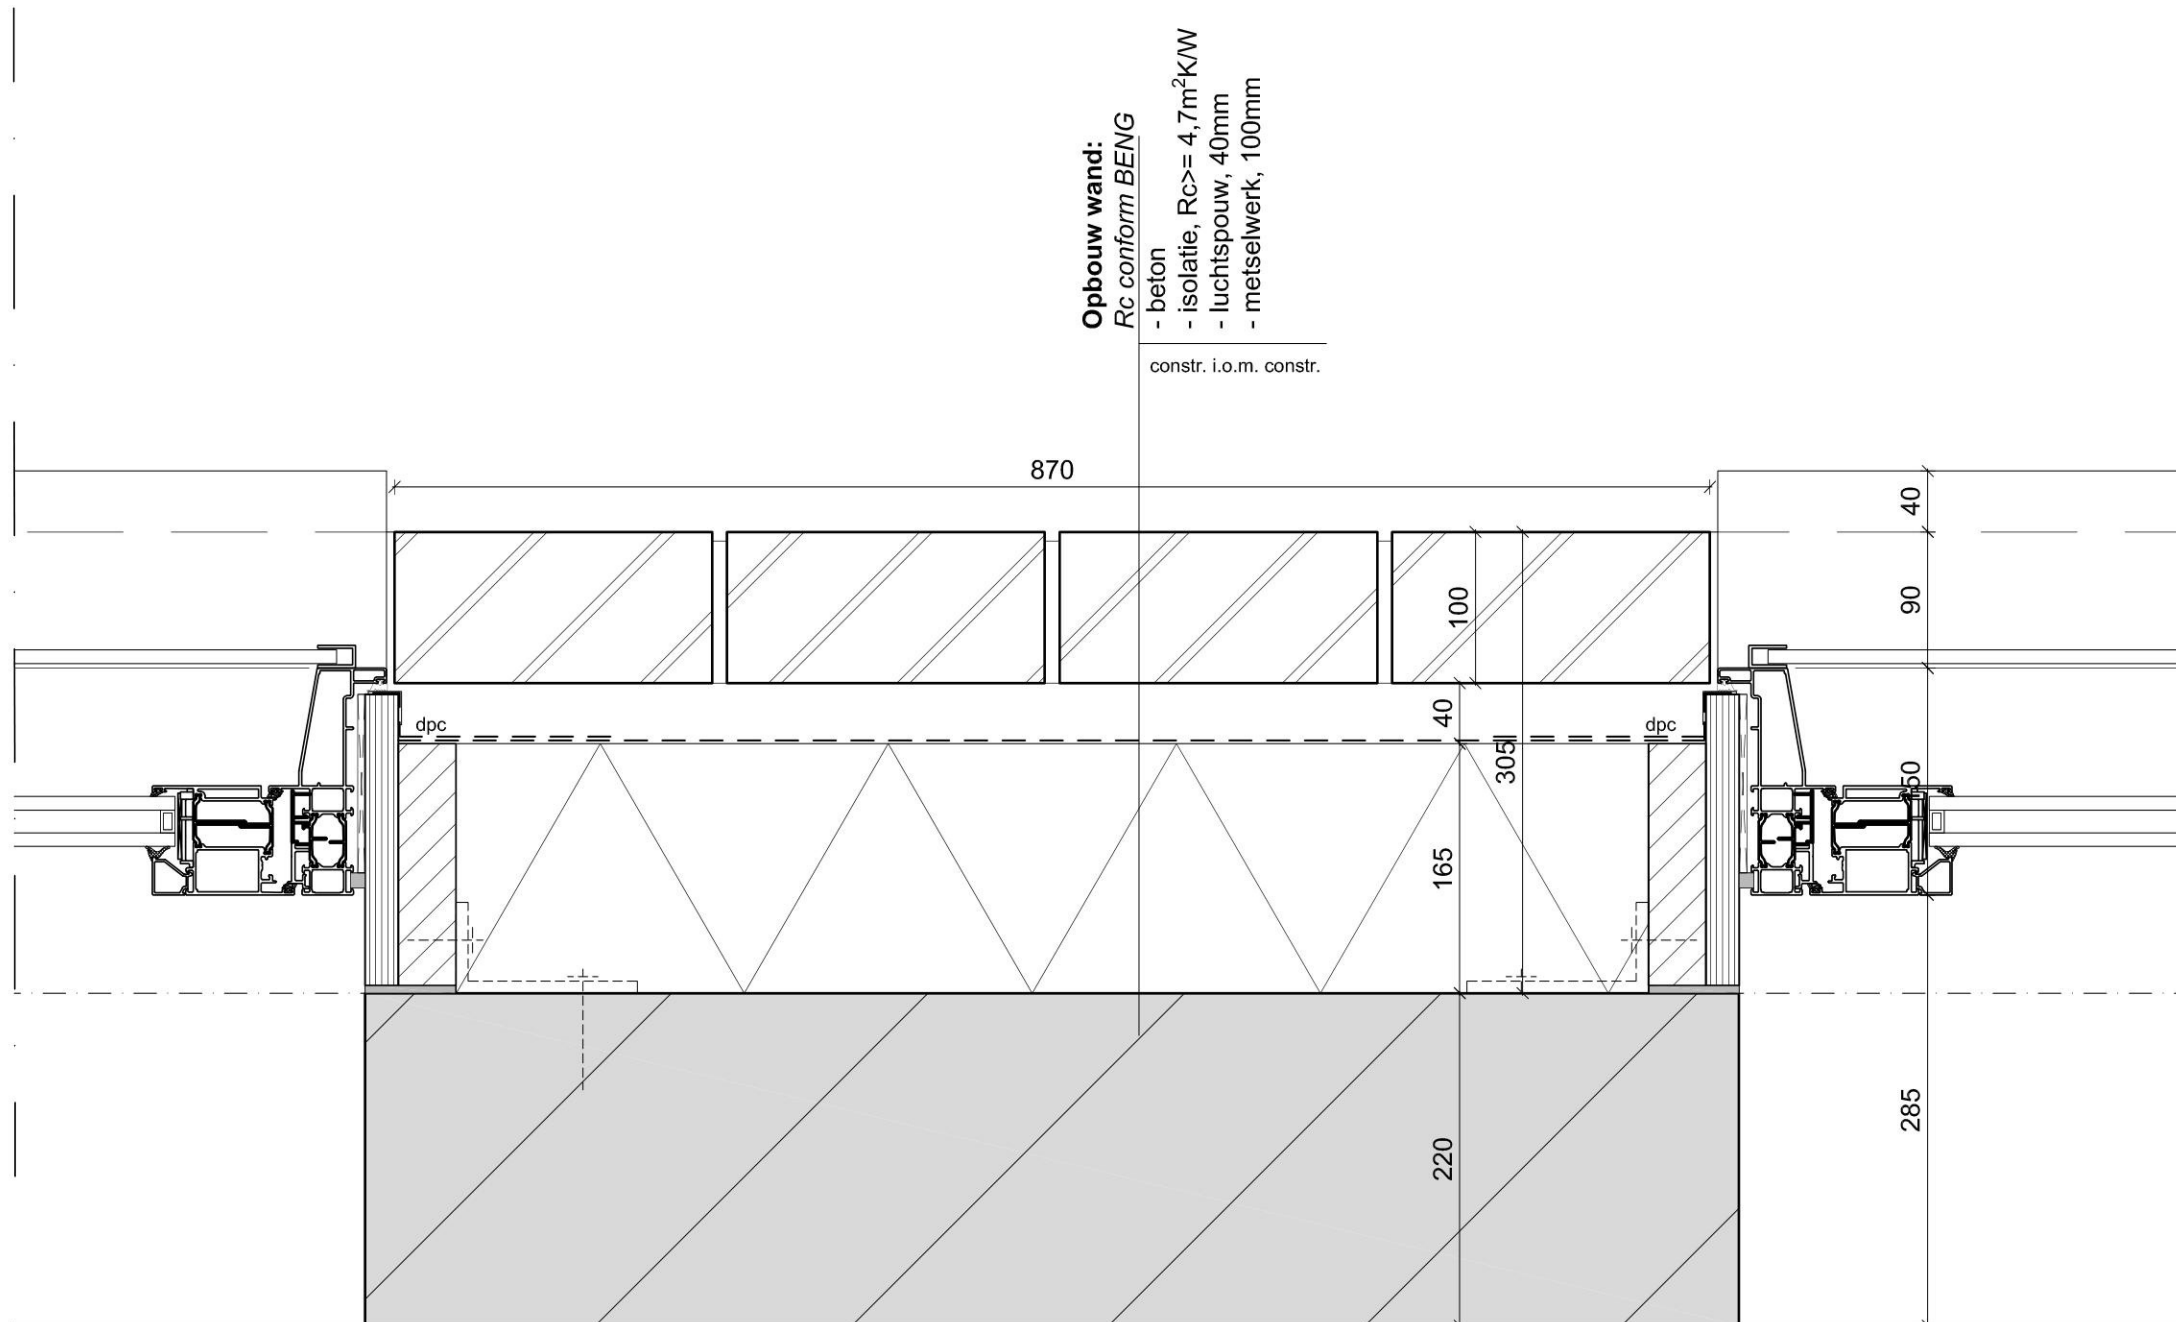 Opbouw wand:
Rc conform BENG
- beton
- isolatie, Rc>= 4,7m²K/W
- luchtspouw, 40mm
- metselwerk, 100mm
constr. i.o.m. constr.
870
40
90
100
40
305
50
165
220
285
dpc
dpc